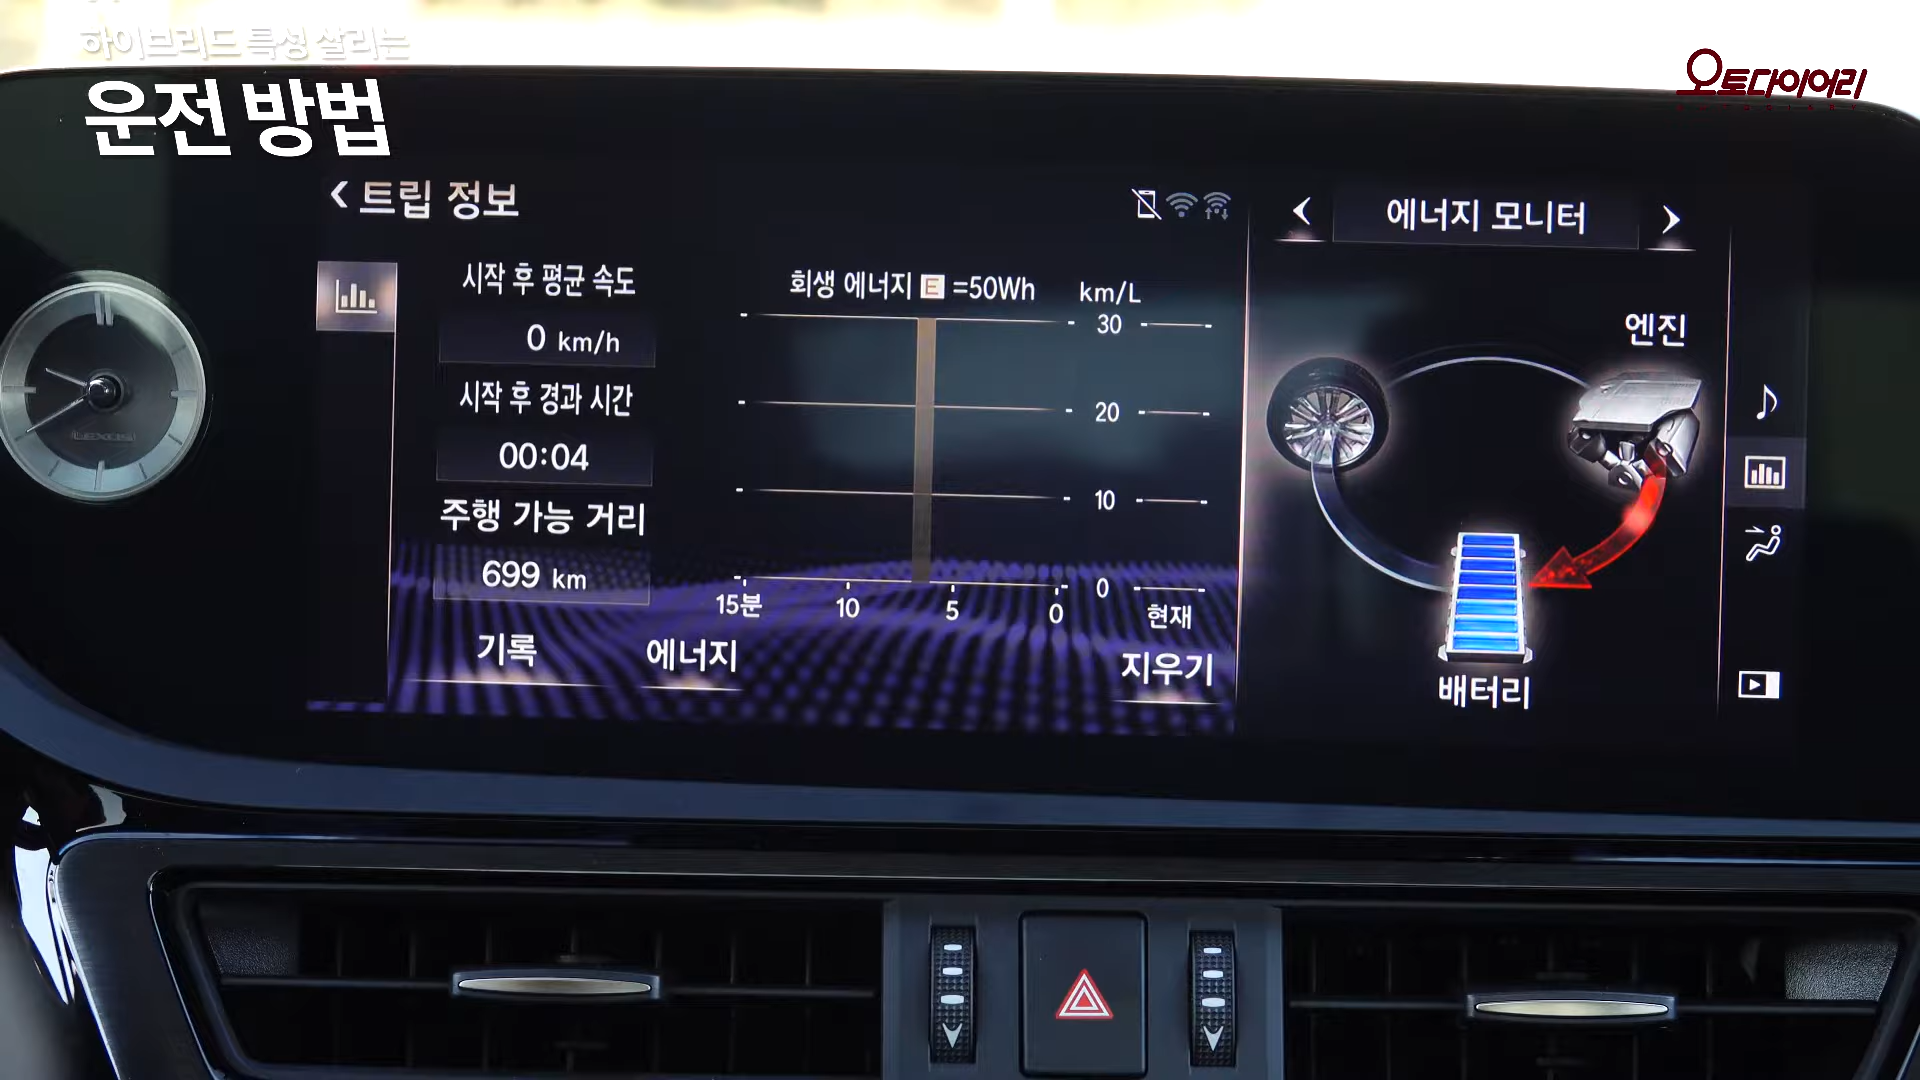 하이브리드 특성 살리는
운전 방법
오토다이어리
트립 정보
에너지 모니터
시작 후 평균 속도
0 km/h
시작 후 경과 시간
00:04
주행 가능 거리
699 km
회생 에너지 E =50Wh
km/L
30
20
10
0
15분 10 5 0 현재
기록 에너지 지우기
엔진
배터리
LEXUS